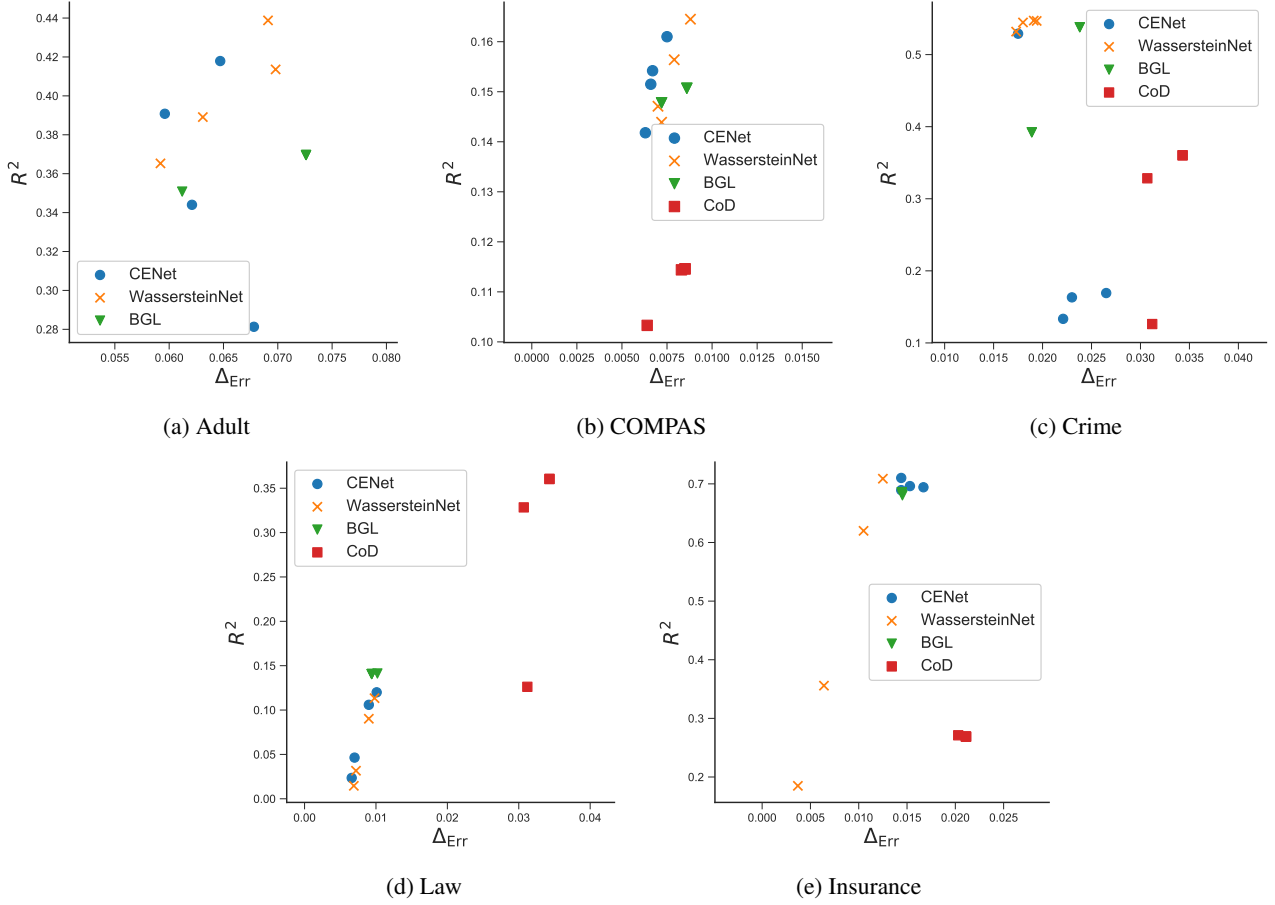 0.44
0.42
0.40
0.38
0.36
0.34
0.32
0.30
0.28
R²
CENet
WassersteinNet
BGL
0.055 0.060 0.065 0.070 0.075 0.080
Δ_Err
(a) Adult
0.16
0.15
0.14
0.13
0.12
0.11
0.10
R²
CENet
WassersteinNet
BGL
CoD
0.0000 0.0025 0.0050 0.0075 0.0100 0.0125 0.0150
Δ_Err
(b) COMPAS
0.5
0.4
0.3
0.2
0.1
R²
CENet
WassersteinNet
BGL
CoD
0.010 0.015 0.020 0.025 0.030 0.035 0.040
Δ_Err
(c) Crime
0.35
0.30
0.25
0.20
0.15
0.10
0.05
0.00
R²
CENet
WassersteinNet
BGL
CoD
0.00 0.01 0.02 0.03 0.04
Δ_Err
(d) Law
0.7
0.6
0.5
0.4
0.3
0.2
R²
CENet
WassersteinNet
BGL
CoD
0.000 0.005 0.010 0.015 0.020 0.025
Δ_Err
(e) Insurance